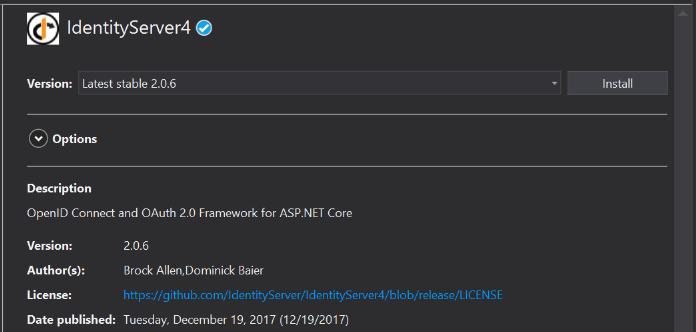 IdentityServer4
Version: Latest stable 2.0.6 Install
Options
Description
OpenID Connect and OAuth 2.0 Framework for ASP.NET Core
Version: 2.0.6
Author(s): Brock Allen,Dominick Baier
License: https://github.com/IdentityServer/IdentityServer4/blob/release/LICENSE
Date published: Tuesday, December 19, 2017 (12/19/2017)